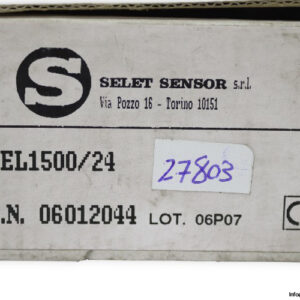 S
SELET SENSOR s.r.l.
Via Pozzo 16 - Torino 10151
EL1500/24
27803
.N. 06012044 LOT. 06P07